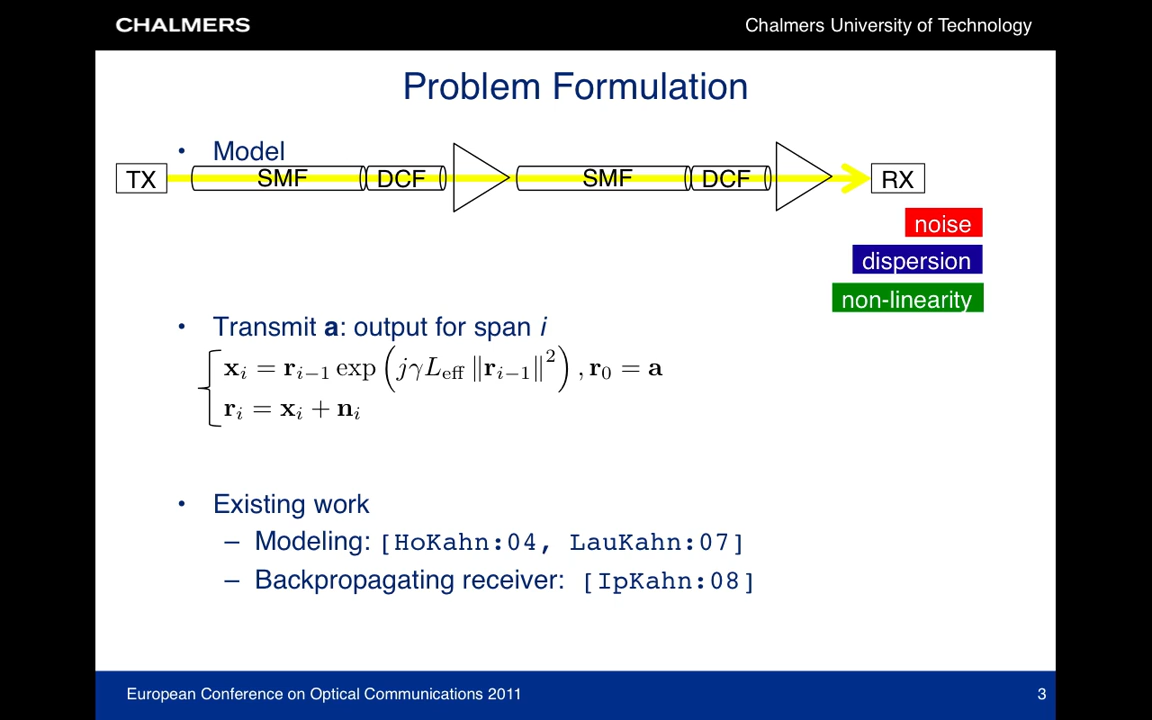 CHALMERS
Chalmers University of Technology
Problem Formulation
• Model
TX SMF DCF SMF DCF RX
noise
dispersion
non-linearity
• Transmit a: output for span i
x_i = r_{i−1} exp(jγL_eff ‖r_{i−1}‖²), r_0 = a
r_i = x_i + n_i
• Existing work
– Modeling: [HoKahn:04, LauKahn:07]
– Backpropagating receiver: [IpKahn:08]
European Conference on Optical Communications 2011
3